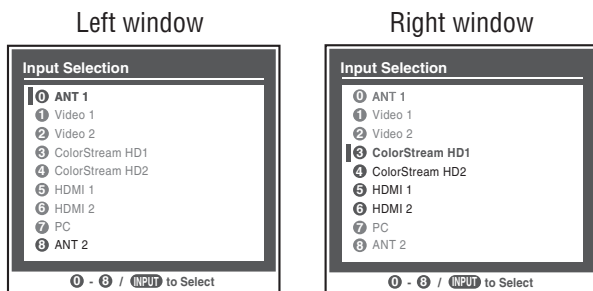 Left window
Input Selection
0 ANT 1
1 Video 1
2 Video 2
3 ColorStream HD1
4 ColorStream HD2
5 HDMI 1
6 HDMI 2
7 PC
8 ANT 2
0 - 8 / INPUT to Select
Right window
Input Selection
0 ANT 1
1 Video 1
2 Video 2
3 ColorStream HD1
4 ColorStream HD2
5 HDMI 1
6 HDMI 2
7 PC
8 ANT 2
0 - 8 / INPUT to Select